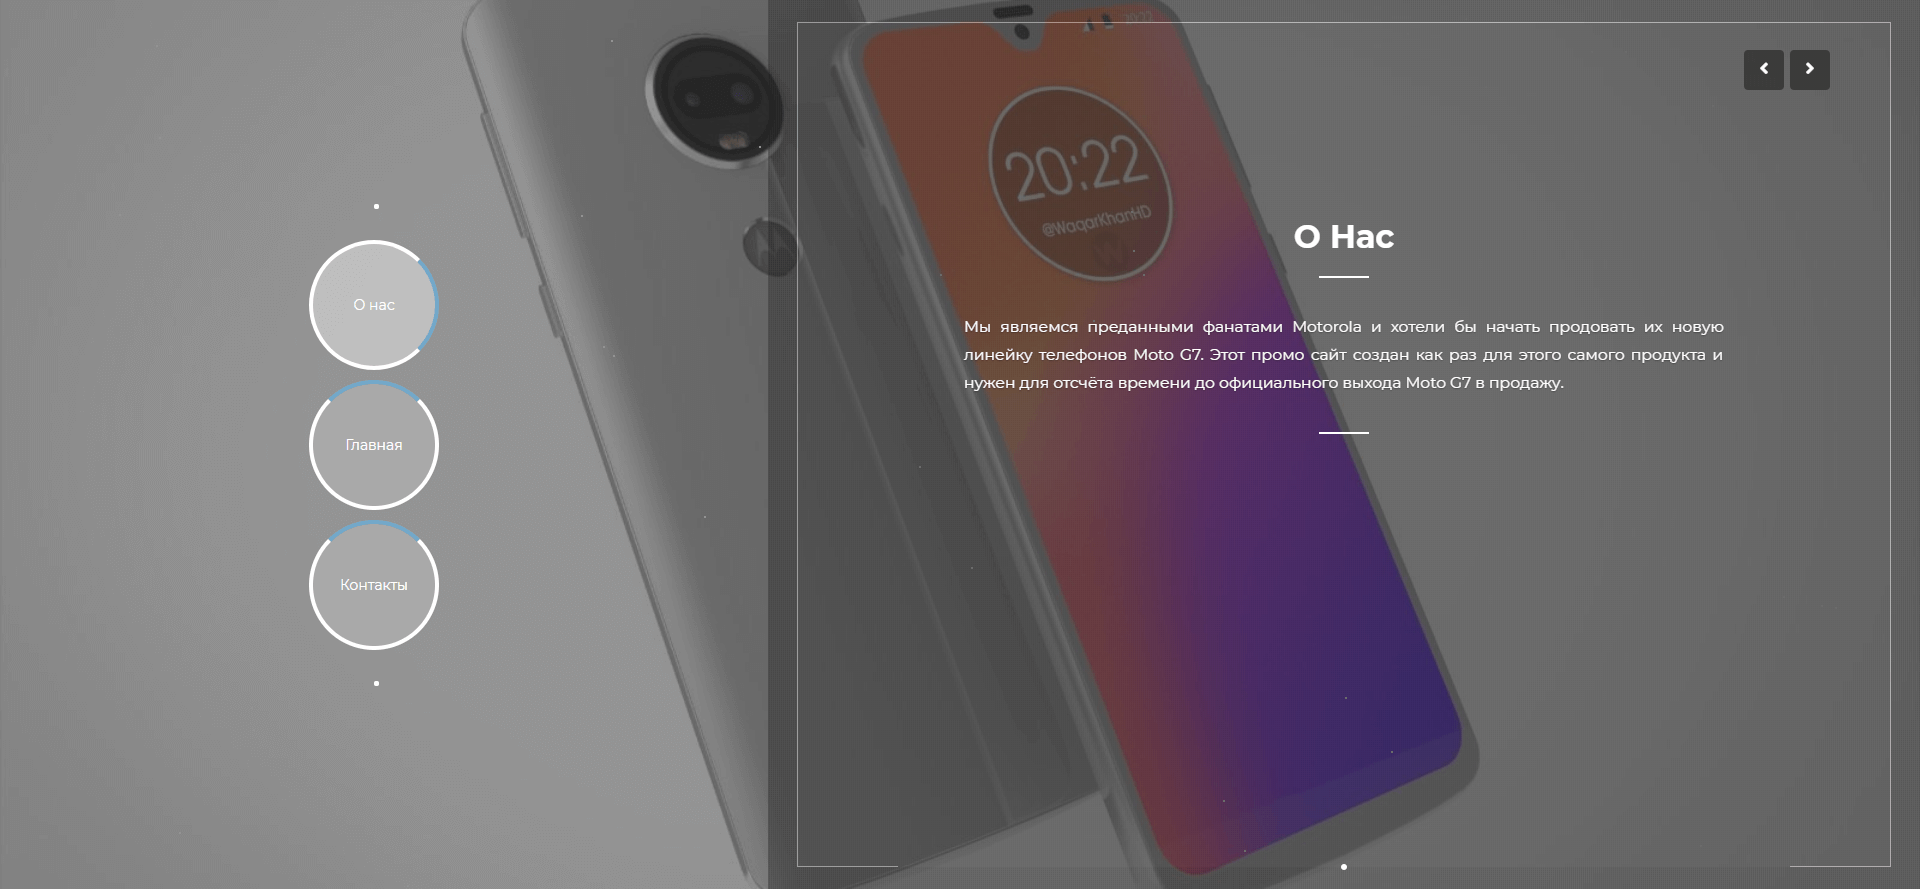 20:22
20:22
@WaqarKhanHD
О нас
Главная
Контакты
О Нас
Мы являемся преданными фанатами Motorola и хотели бы начать продовать их новую
линейку телефонов Moto G7. Этот промо сайт создан как раз для этого самого продукта и
нужен для отсчёта времени до официального выхода Moto G7 в продажу.